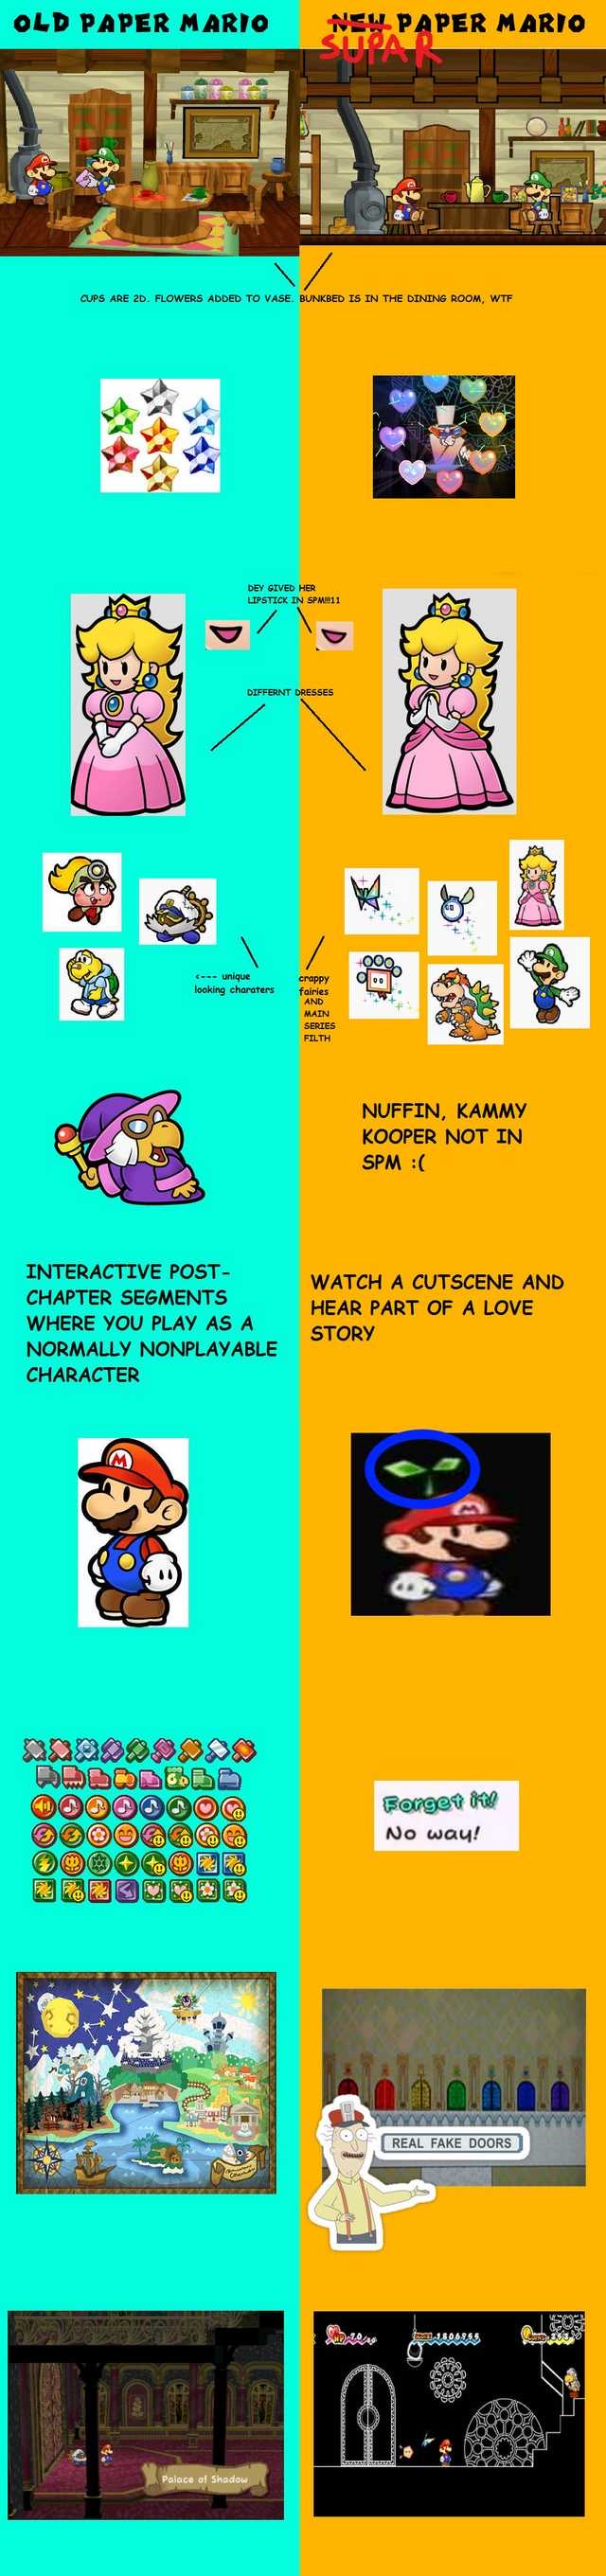 OLD PAPER MARIO
NEW PAPER MARIO
SUPAR
CUPS ARE 2D. FLOWERS ADDED TO VASE. BUNKBED IS IN THE DINING ROOM, WTF
DEY GIVED HER
LIPSTICK IN SPM!!!11
DIFFERNT DRESSES
<--- unique
looking charaters
crappy
fairies
AND
MAIN
SERIES
FILTH
NUFFIN, KAMMY
KOOPER NOT IN
SPM :(
INTERACTIVE POST-
CHAPTER SEGMENTS
WHERE YOU PLAY AS A
NORMALLY NONPLAYABLE
CHARACTER
WATCH A CUTSCENE AND
HEAR PART OF A LOVE
STORY
M
M
Forget it!
No way!
REAL FAKE DOORS
Palace of Shadow